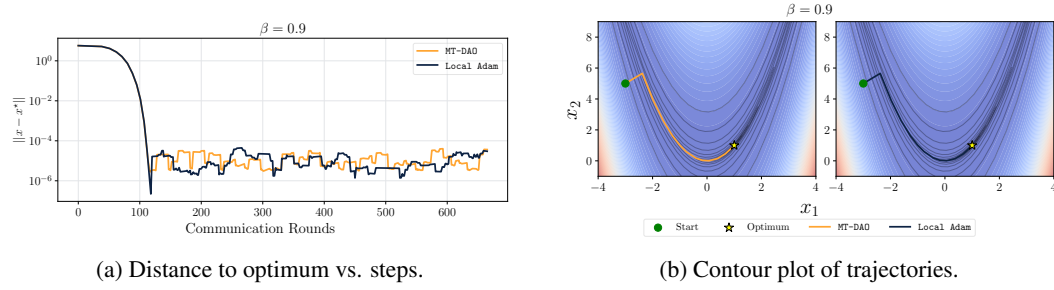 β = 0.9
MT-DAO
Local Adam
||x − x*||
10⁰
10⁻²
10⁻⁴
10⁻⁶
0 100 200 300 400 500 600
Communication Rounds
(a) Distance to optimum vs. steps.
β = 0.9
x₂
8
6
4
2
0
−4 −2 0 2 4 −4 −2 0 2 4
x₁
Start Optimum MT-DAO Local Adam
(b) Contour plot of trajectories.